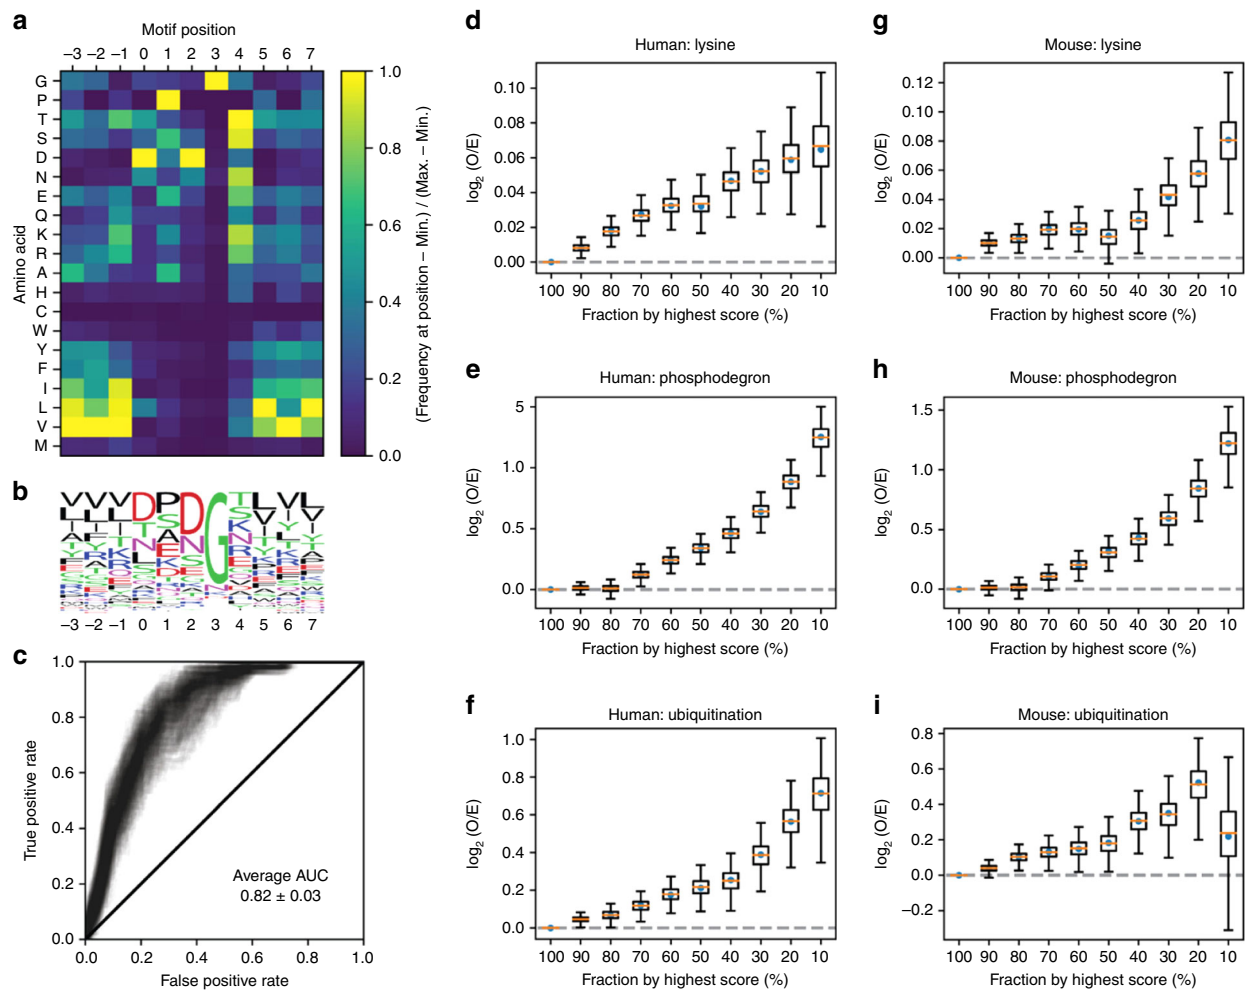 a
Motif position
−3 −2 −1 0 1 2 3 4 5 6 7
Amino acid
G
P
T
S
D
N
E
Q
K
R
A
H
C
W
Y
F
I
L
V
M
1.0
0.8
0.6
0.4
0.2
0.0
(Frequency at position − Min.) / (Max. − Min.)
b
−3 −2 −1 0 1 2 3 4 5 6 7
c
True positive rate
1.0
0.8
0.6
0.4
0.2
0.0
Average AUC
0.82 ± 0.03
0.0 0.2 0.4 0.6 0.8 1.0
False positive rate
d
Human: lysine
log2 (O/E)
0.10
0.08
0.06
0.04
0.02
0.00
100 90 80 70 60 50 40 30 20 10
Fraction by highest score (%)
e
Human: phosphodegron
log2 (O/E)
5
1.0
0.5
0.0
100 90 80 70 60 50 40 30 20 10
Fraction by highest score (%)
f
Human: ubiquitination
log2 (O/E)
1.0
0.8
0.6
0.4
0.2
0.0
100 90 80 70 60 50 40 30 20 10
Fraction by highest score (%)
g
Mouse: lysine
log2 (O/E)
0.12
0.10
0.08
0.06
0.04
0.02
0.00
100 90 80 70 60 50 40 30 20 10
Fraction by highest score (%)
h
Mouse: phosphodegron
log2 (O/E)
1.5
1.0
0.5
0.0
100 90 80 70 60 50 40 30 20 10
Fraction by highest score (%)
i
Mouse: ubiquitination
log2 (O/E)
0.8
0.6
0.4
0.2
0.0
−0.2
100 90 80 70 60 50 40 30 20 10
Fraction by highest score (%)